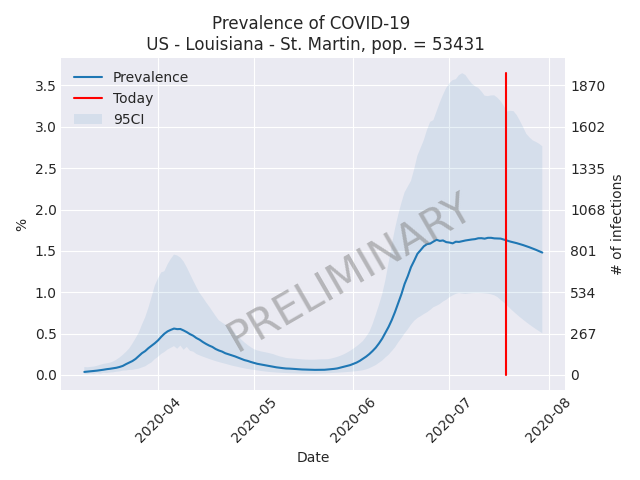 Prevalence of COVID-19
US - Louisiana - St. Martin, pop. = 53431
Prevalence
Today
95CI
PRELIMINARY
%
3.5
3.0
2.5
2.0
1.5
1.0
0.5
0.0
1870
1602
1335
1068
801
534
267
0
# of infections
2020-04
2020-05
2020-06
2020-07
2020-08
Date